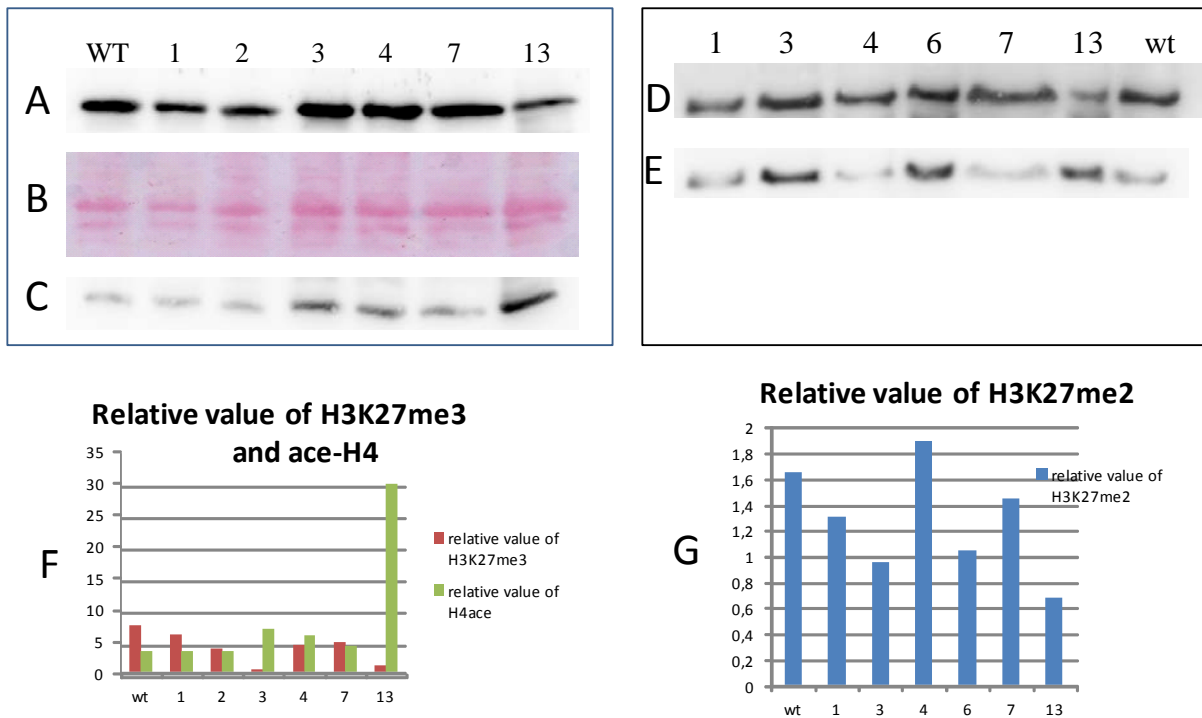 WT 1 2 3 4 7 13
A
B
C
1 3 4 6 7 13 wt
D
E
Relative value of H3K27me3
and ace-H4
35
30
25
20
15
10
5
0
wt 1 2 3 4 7 13
relative value of
H3K27me3
relative value of
H4ace
F
Relative value of H3K27me2
2
1,8
1,6
1,4
1,2
1
0,8
0,6
0,4
0,2
0
wt 1 3 4 6 7 13
relative value of
H3K27me2
G